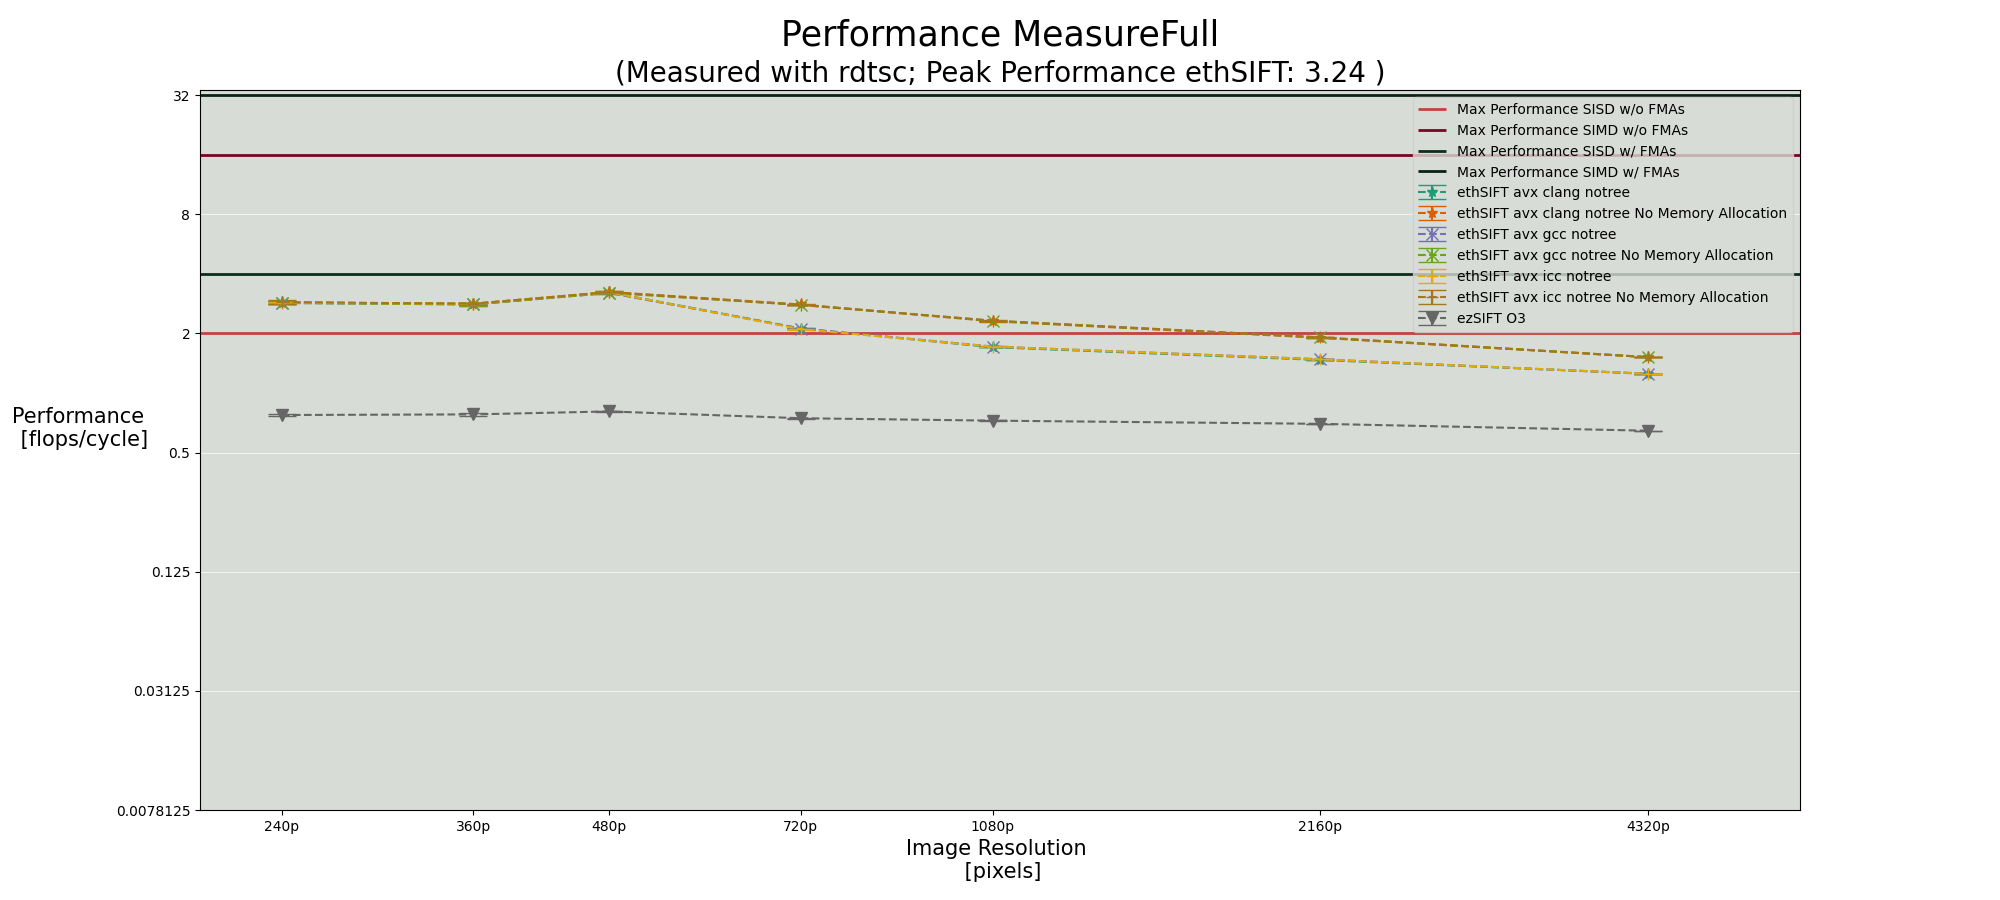 Performance MeasureFull
(Measured with rdtsc; Peak Performance ethSIFT: 3.24 )
32
8
2
0.5
0.125
0.03125
0.0078125
Performance
[flops/cycle]
Max Performance SISD w/o FMAs
Max Performance SIMD w/o FMAs
Max Performance SISD w/ FMAs
Max Performance SIMD w/ FMAs
ethSIFT avx clang notree
ethSIFT avx clang notree No Memory Allocation
ethSIFT avx gcc notree
ethSIFT avx gcc notree No Memory Allocation
ethSIFT avx icc notree
ethSIFT avx icc notree No Memory Allocation
ezSIFT O3
240p 360p 480p 720p 1080p 2160p 4320p
Image Resolution
[pixels]